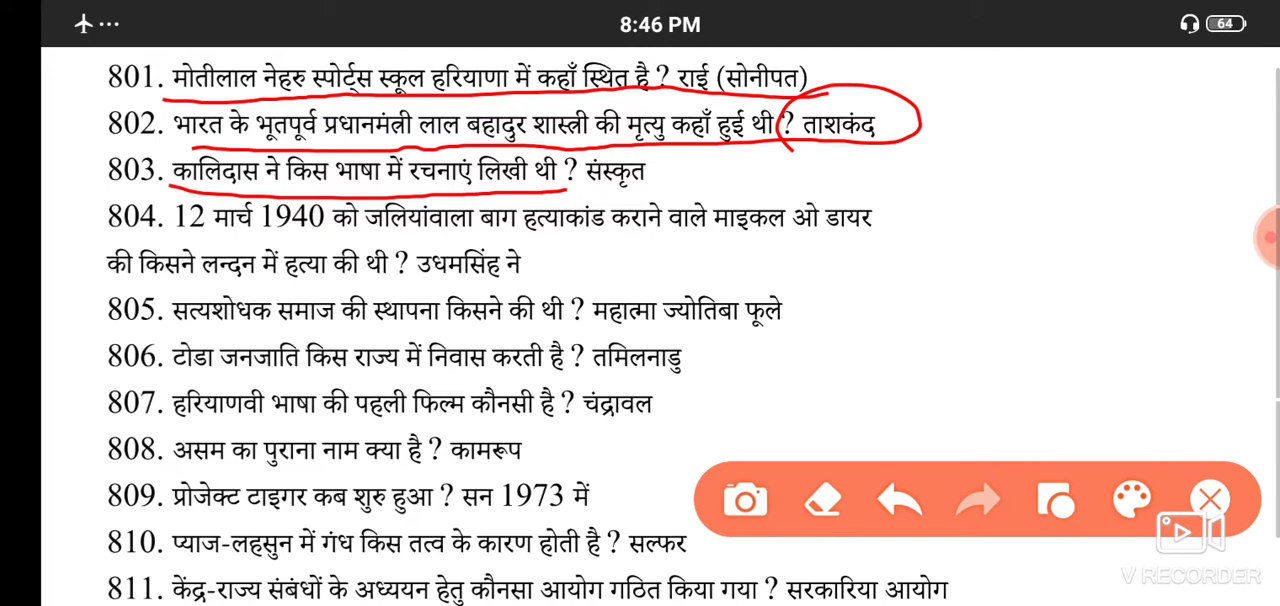 8:46 PM
64
801. मोतीलाल नेहरु स्पोर्ट्स स्कूल हरियाणा में कहाँ स्थित है ? राई (सोनीपत)
802. भारत के भूतपूर्व प्रधानमंत्री लाल बहादुर शास्त्री की मृत्यु कहाँ हुई थी ? ताशकंद
803. कालिदास ने किस भाषा में रचनाएं लिखी थी ? संस्कृत
804. 12 मार्च 1940 को जलियांवाला बाग हत्याकांड कराने वाले माइकल ओ डायर
की किसने लन्दन में हत्या की थी ? उधमसिंह ने
805. सत्यशोधक समाज की स्थापना किसने की थी ? महात्मा ज्योतिबा फूले
806. टोडा जनजाति किस राज्य में निवास करती है ? तमिलनाडु
807. हरियाणवी भाषा की पहली फिल्म कौनसी है ? चंद्रावल
808. असम का पुराना नाम क्या है ? कामरूप
809. प्रोजेक्ट टाइगर कब शुरु हुआ ? सन 1973 में
810. प्याज-लहसुन में गंध किस तत्व के कारण होती है ? सल्फर
811. केंद्र-राज्य संबंधों के अध्ययन हेतु कौनसा आयोग गठित किया गया ? सरकारिया आयोग
V RECORDER